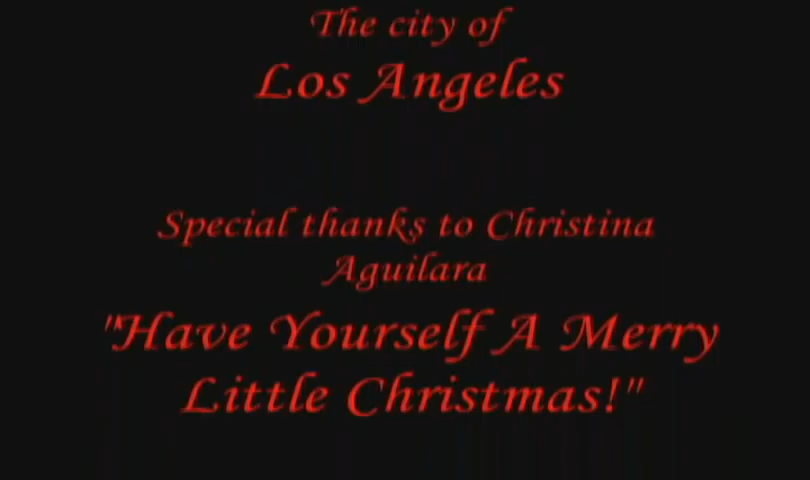 The city of
Los Angeles
Special thanks to Christina
Aguilara
"Have Yourself A Merry
Little Christmas!"